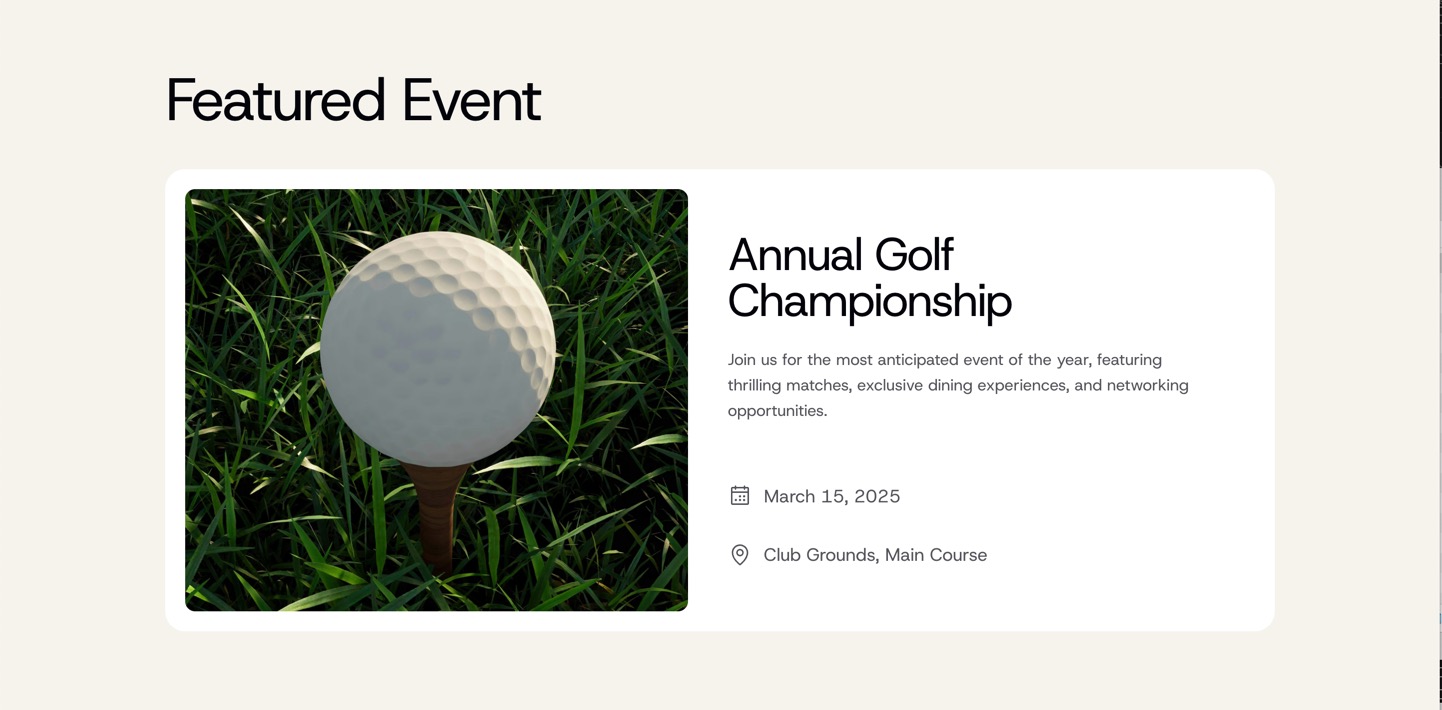 Featured Event
Annual Golf
Championship
Join us for the most anticipated event of the year, featuring
thrilling matches, exclusive dining experiences, and networking
opportunities.
March 15, 2025
Club Grounds, Main Course